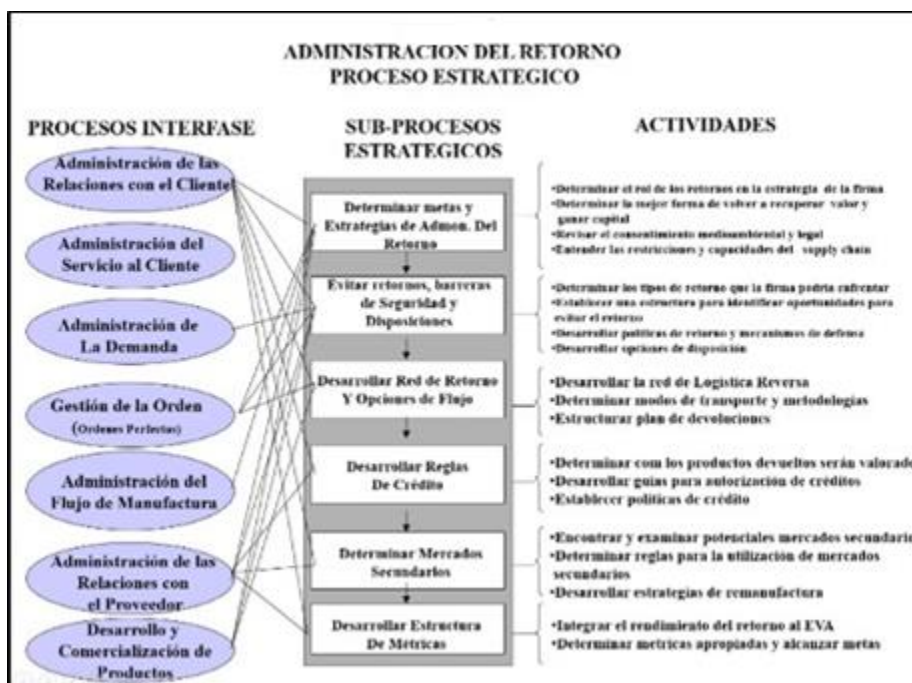 ADMINISTRACION DEL RETORNO
PROCESO ESTRATEGICO
PROCESOS INTERFASE
Administración de las
Relaciones con el Cliente
Administración del
Servicio al Cliente
Administración de
La Demanda
Gestión de la Orden
(Ordenes Perfectas)
Administración del
Flujo de Manufactura
Administración de las
Relaciones con
el Proveedor
Desarrollo y
Comercialización de
Productos
SUB-PROCESOS
ESTRATEGICOS
Determinar metas y
Estrategias de Admon. Del
Retorno
Evitar retornos, barreras
de Seguridad y
Disposiciones
Desarrollar Red de Retorno
Y Opciones de Flujo
Desarrollar Reglas
De Crédito
Determinar Mercados
Secundarios
Desarrollar Estructura
De Métricas
ACTIVIDADES
•Determinar el rol de los retornos en la estrategia de la firma
•Determinar la mejor forma de volver a recuperar valor y
ganar capital
•Revisar el consentimiento medioambiental y legal
•Entender las restricciones y capacidades del supply chain
•Determinar los tipos de retorno que la firma podria enfrentar
•Establecer una estructura para identificar oportunidades para
evitar el retorno
•Desarrollar politicas de retorno y mecanismos de defensa
•Desarrollar opciones de disposición
•Desarrollar la red de Logística Reversa
•Determinar modos de transporte y metodologías
•Estructurar plan de devoluciones
•Determinar com los productos devueltos serán valorado
•Desarrollar guías para autorización de créditos
•Establecer políticas de crédito
•Encontrar y examinar potenciales mercados secundario
•Determinar reglas para la utilización de mercados
secundarios
•Desarrollar estrategias de remanufactura
•Integrar el rendimiento del retorno al EVA
•Determinar metricas apropiadas y alcanzar metas